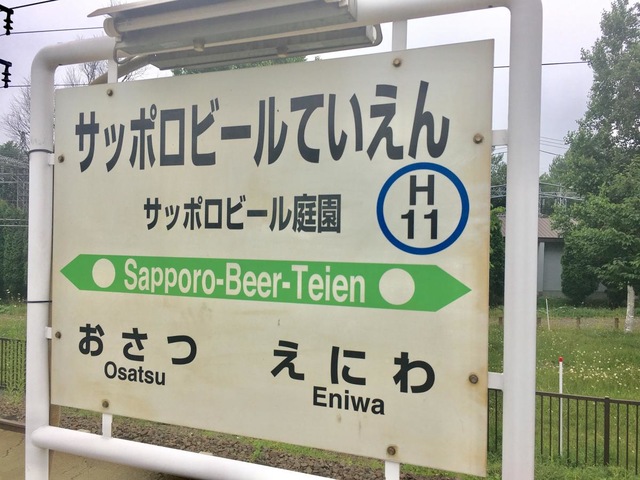 サッポロビールていえん
サッポロビール庭園
H
11
Sapporo-Beer-Teien
おさつ
Osatsu
えにわ
Eniwa